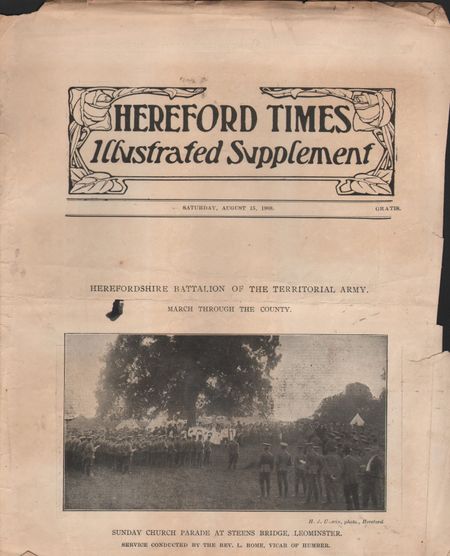 HEREFORD TIMES
Illustrated Supplement
SATURDAY, AUGUST 15, 1908. GRATIS.
HEREFORDSHIRE BATTALION OF THE TERRITORIAL ARMY.
MARCH THROUGH THE COUNTY.
H. J. photo., Hereford
SUNDAY CHURCH PARADE AT STEENS BRIDGE, LEOMINSTER.
SERVICE CONDUCTED BY THE REV. L. ROME, VICAR OF HUMBER.